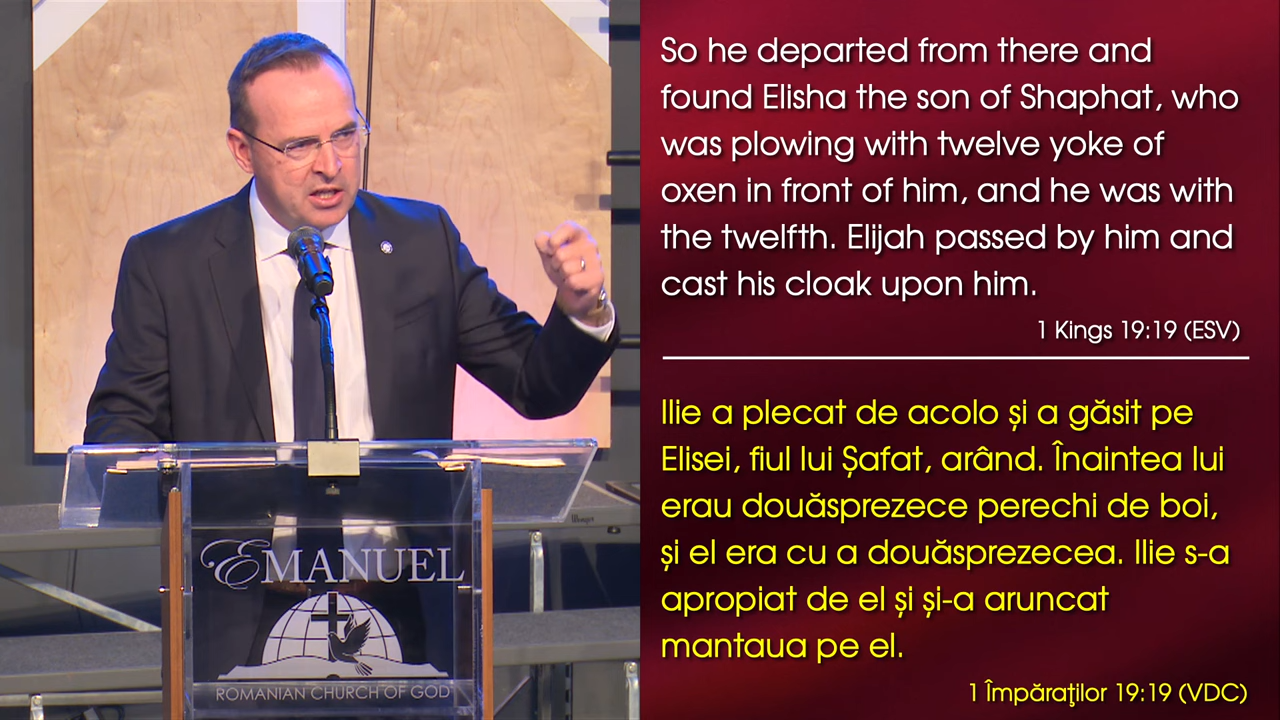 So he departed from there and
found Elisha the son of Shaphat, who
was plowing with twelve yoke of
oxen in front of him, and he was with
the twelfth. Elijah passed by him and
cast his cloak upon him.
1 Kings 19:19 (ESV)
Ilie a plecat de acolo și a găsit pe
Elisei, fiul lui Șafat, arând. Înaintea lui
erau douăsprezece perechi de boi,
și el era cu a douăsprezecea. Ilie s-a
apropiat de el și și-a aruncat
mantaua pe el.
1 Împăraţilor 19:19 (VDC)
EMANUEL
ROMANIAN CHURCH OF GOD